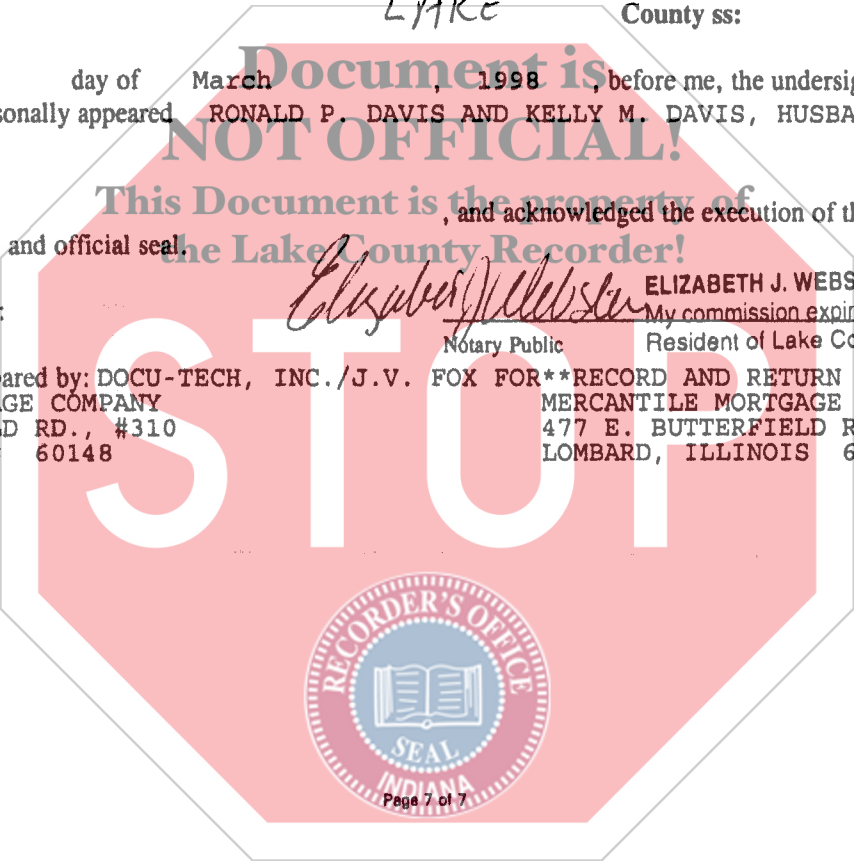 LAKE County ss:
day of March , 1998 , before me, the undersig
sonally appeared RONALD P. DAVIS AND KELLY M. DAVIS, HUSBA
Document is
NOT OFFICIAL!
This Document is the property of
the Lake County Recorder!
, and acknowledged the execution of th
and official seal.
Elizabeth J. Webster
ELIZABETH J. WEBS
My commission expir
Notary Public
Resident of Lake Co
ared by: DOCU-TECH, INC./J.V. FOX FOR**RECORD AND RETURN
GE COMPANY MERCANTILE MORTGAGE
D RD., #310 477 E. BUTTERFIELD R
60148 LOMBARD, ILLINOIS 6
STOP
RECORDER'S OFFICE
SEAL
INDIANA
Page 7 of 7